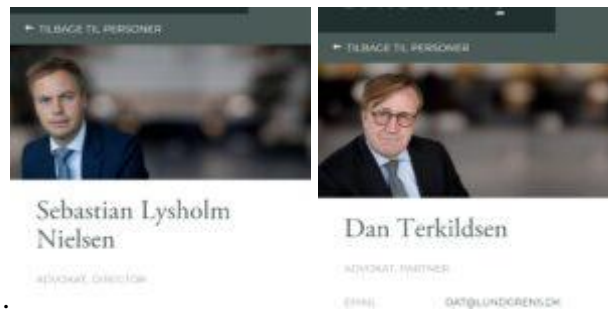 ← TILBAGE TIL PERSONER
Sebastian Lysholm
Nielsen
ADVOKAT, DIRECTOR
← TILBAGE TIL PERSONER
Dan Terkildsen
ADVOKAT, PARTNER
EMAIL DAT@LUNDGRENS.DK